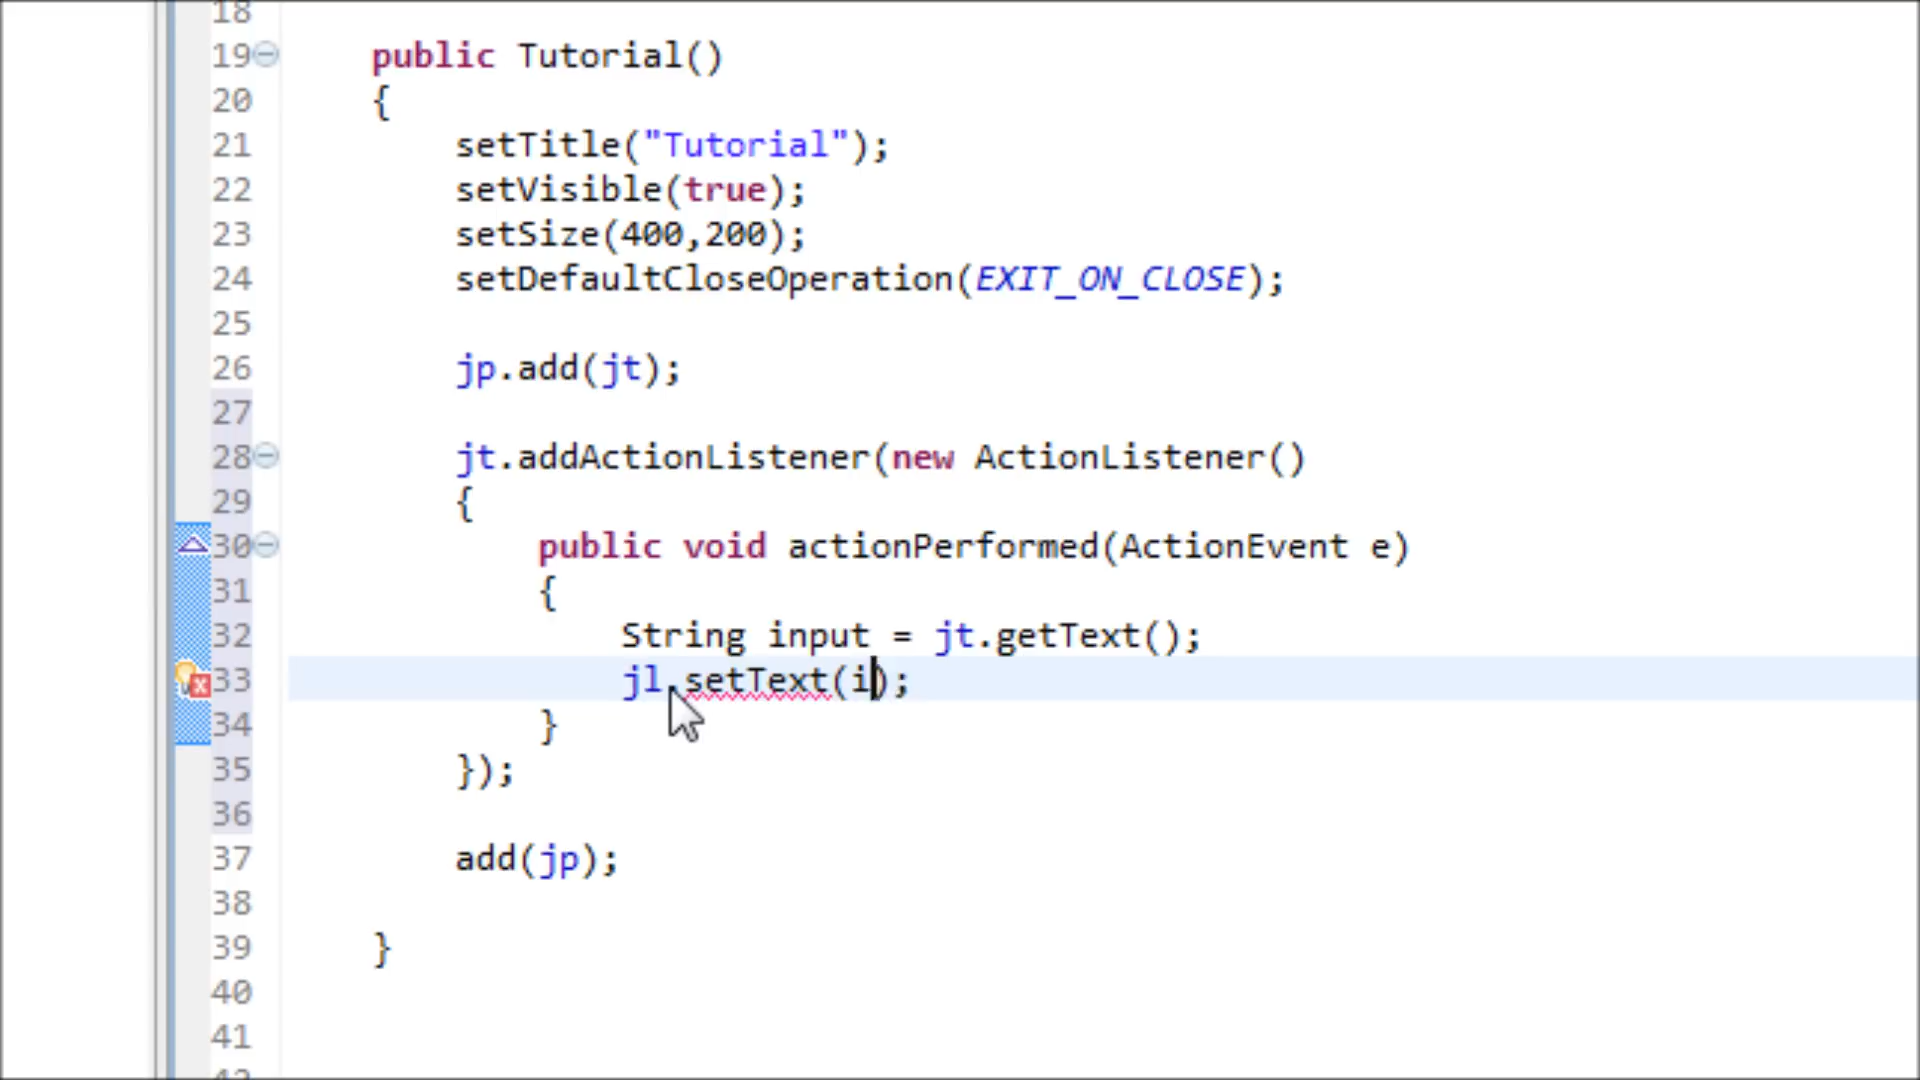 18
19 public Tutorial()
20 {
21 setTitle("Tutorial");
22 setVisible(true);
23 setSize(400,200);
24 setDefaultCloseOperation(EXIT_ON_CLOSE);
25
26 jp.add(jt);
27
28 jt.addActionListener(new ActionListener()
29 {
30 public void actionPerformed(ActionEvent e)
31 {
32 String input = jt.getText();
33 jl.setText(i);
34 }
35 });
36
37 add(jp);
38
39 }
40
41